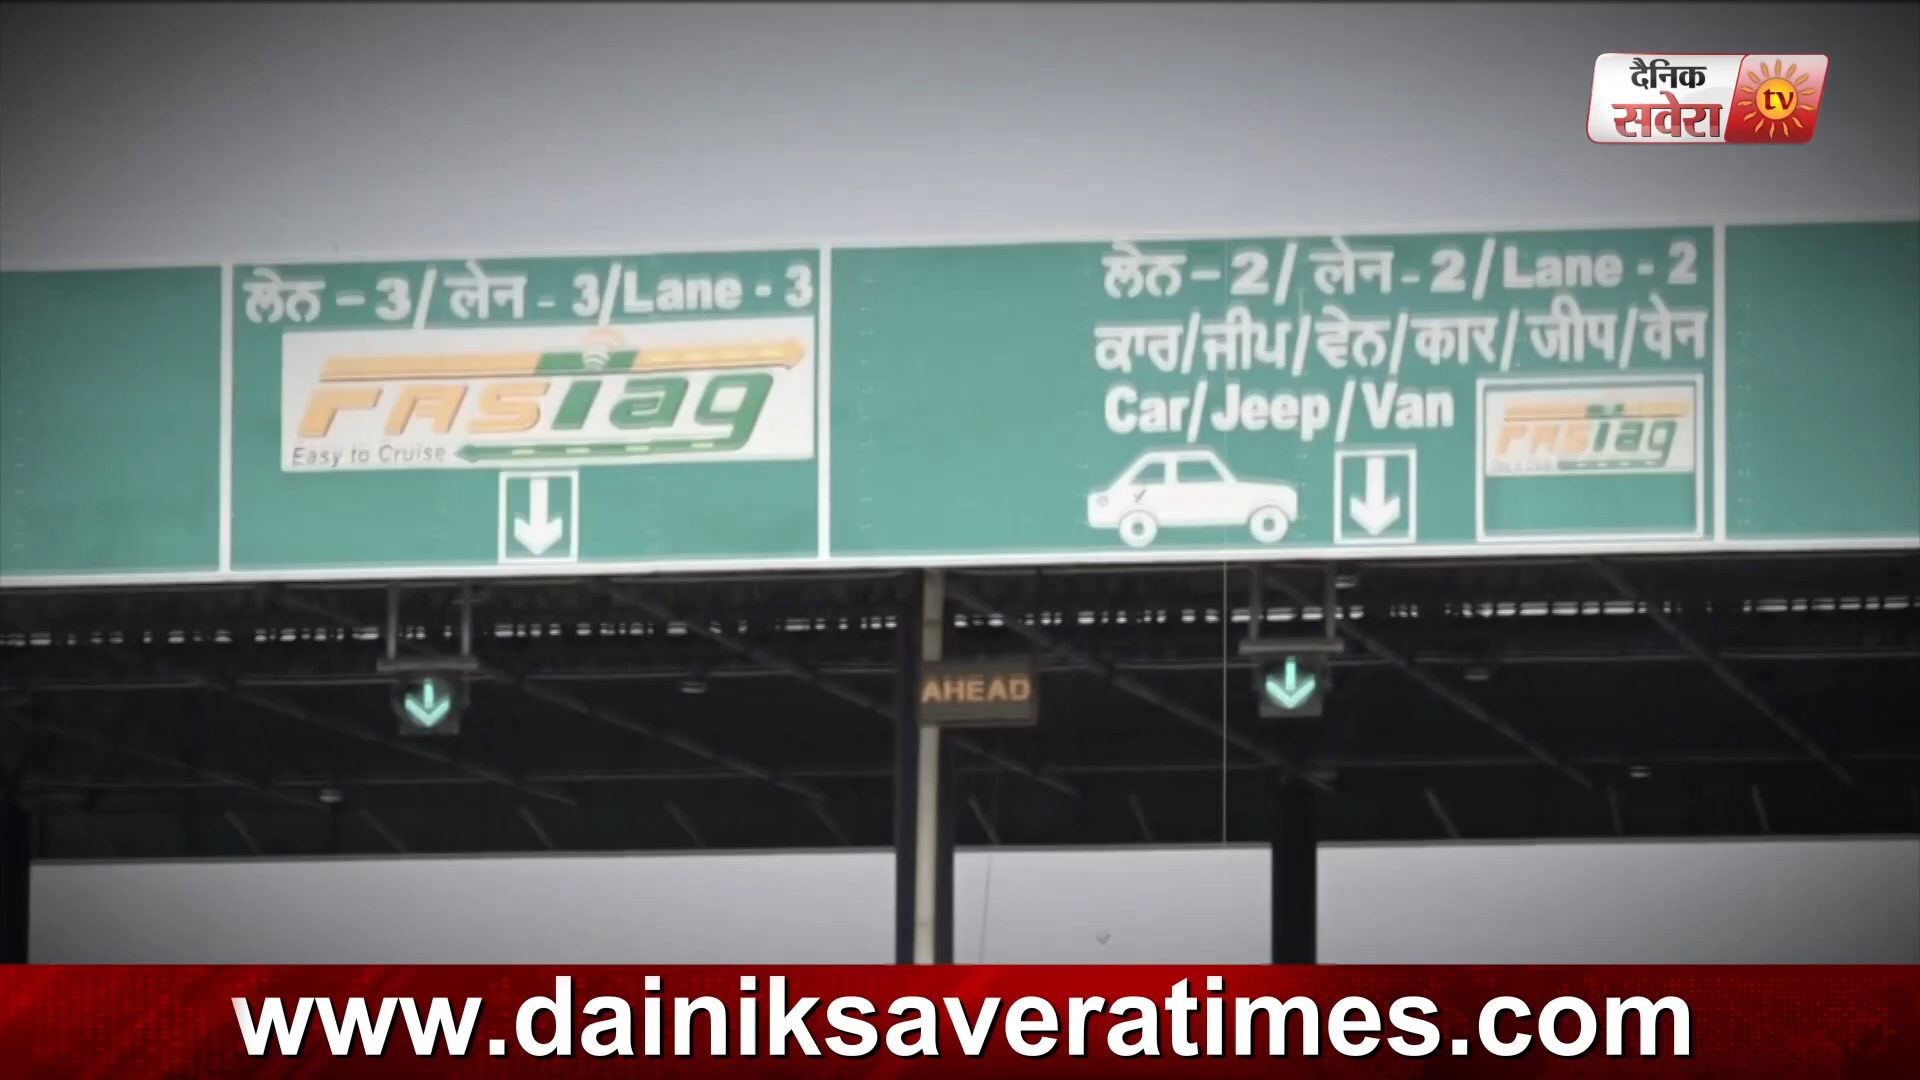 दैनिक
सवेरा
tv
ਲੇਨ – 3/ लेन - 3/Lane - 3
FASTag
Easy to Cruise
ਲੇਨ – 2/ लेन - 2/Lane - 2
ਕਾਰ/ਜੀਪ/ਵੈਨ/कार/जीप/वेन
Car/Jeep/Van
FASTag
AHEAD
www.dainiksaveratimes.com